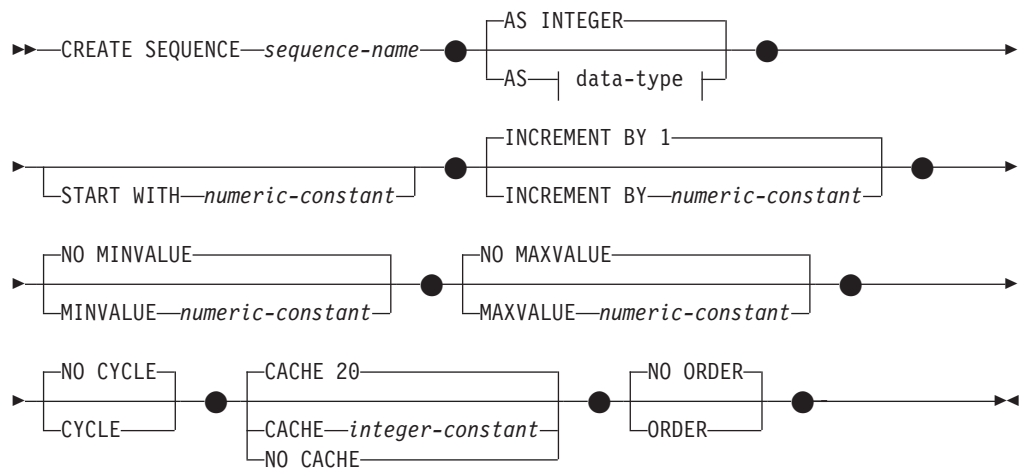 AS INTEGER
CREATE SEQUENCE sequence-name
AS data-type
INCREMENT BY 1
START WITH numeric-constant
INCREMENT BY numeric-constant
NO MINVALUE
NO MAXVALUE
MINVALUE numeric-constant
MAXVALUE numeric-constant
NO CYCLE
CACHE 20
NO ORDER
CYCLE
CACHE integer-constant
ORDER
NO CACHE